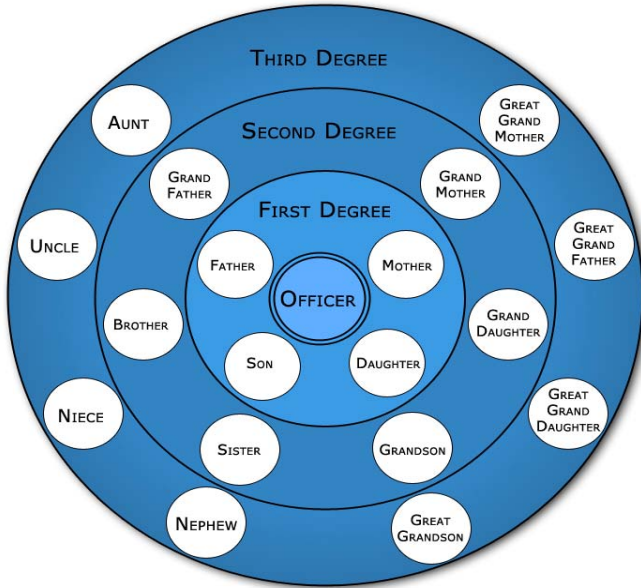 THIRD DEGREE
AUNT
GREAT
GRAND
MOTHER
SECOND DEGREE
GRAND
FATHER
GRAND
MOTHER
FIRST DEGREE
UNCLE
GREAT
GRAND
FATHER
FATHER
MOTHER
OFFICER
BROTHER
GRAND
DAUGHTER
SON
DAUGHTER
NIECE
GREAT
GRAND
DAUGHTER
SISTER
GRANDSON
NEPHEW
GREAT
GRANDSON